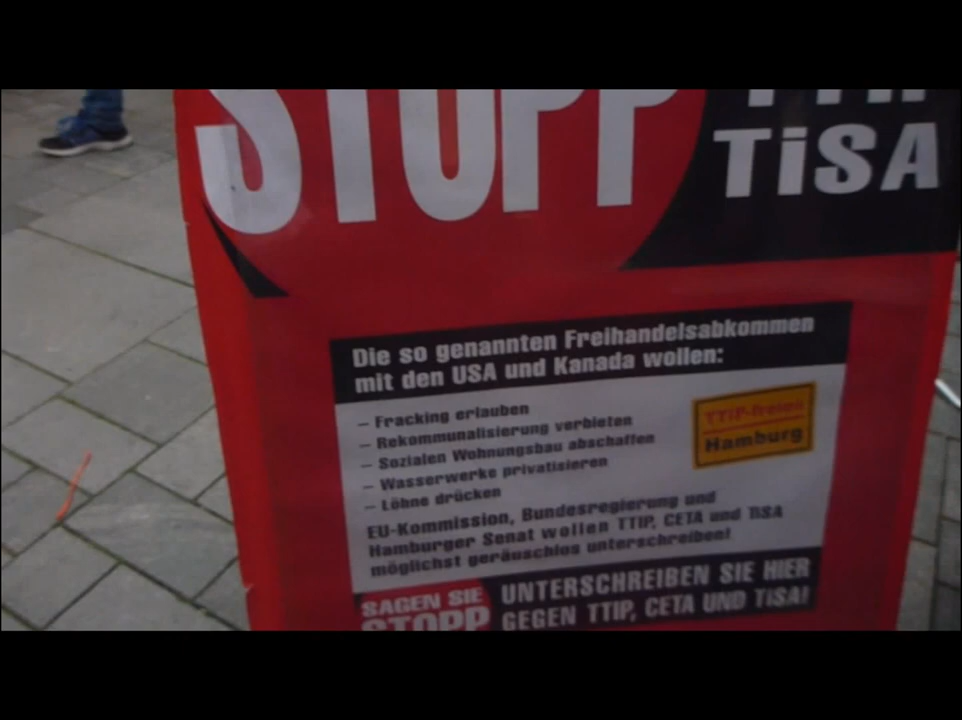 STOPP
TiSA
Die so genannten Freihandelsabkommen
mit den USA und Kanada wollen:
– Fracking erlauben
– Rekommunalisierung verbieten
– Sozialen Wohnungsbau abschaffen
– Wasserwerke privatisieren
– Löhne drücken
TTIP-freies
Hamburg
EU-Kommission, Bundesregierung und
Hamburger Senat wollen TTIP, CETA und TiSA
möglichst geräuschlos unterschreiben!
SAGEN SIE
STOPP
UNTERSCHREIBEN SIE HIER
GEGEN TTIP, CETA UND TiSA!